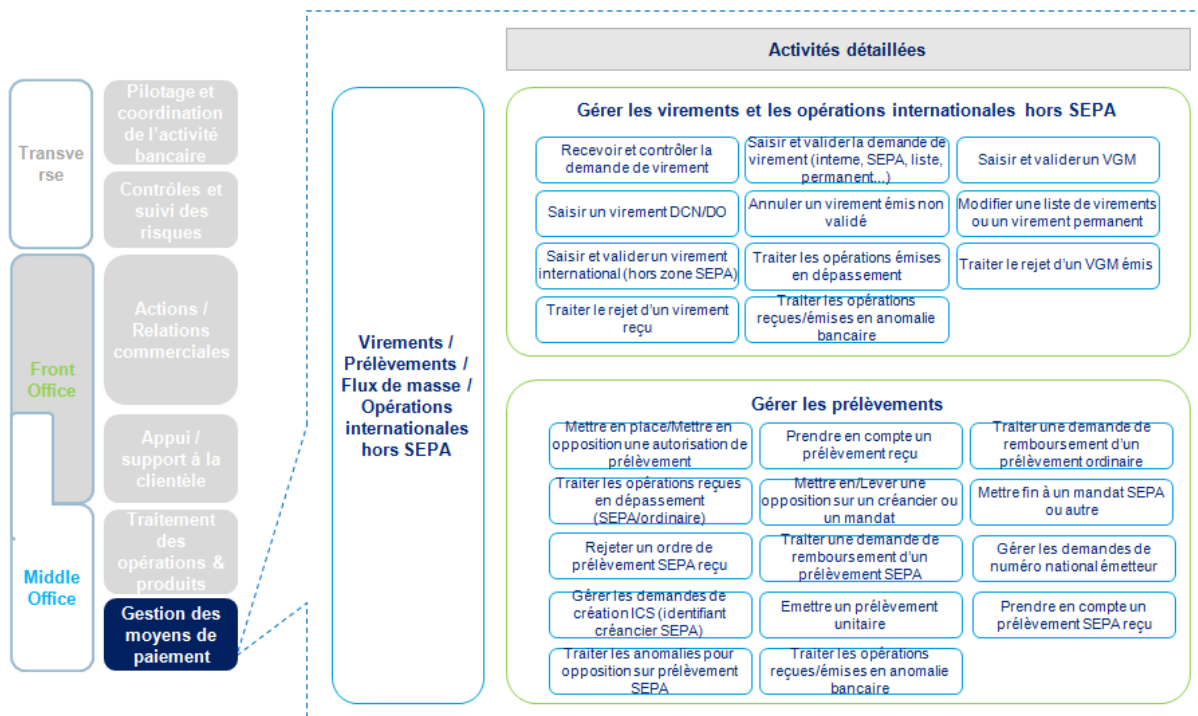 Activités détaillées
Transve
rse
Front
Office
Middle
Office
Pilotage et
coordination
de l'activité
bancaire
Contrôles et
suivi des
risques
Actions /
Relations
commerciales
Appui /
support à la
clientèle
Traitement
des
opérations &
produits
Gestion des
moyens de
paiement
Virements /
Prélèvements /
Flux de masse /
Opérations
internationales
hors SEPA
Gérer les virements et les opérations internationales hors SEPA
Recevoir et contrôler la
demande de virement
Saisir et valider la demande de
virement (interne, SEPA, liste,
permanent...)
Saisir et valider un VGM
Saisir un virement DCN/DO
Annuler un virement émis non
validé
Modifier une liste de virements
ou un virement permanent
Saisir et valider un virement
international (hors zone SEPA)
Traiter les opérations émises
en dépassement
Traiter le rejet d'un VGM émis
Traiter le rejet d'un virement
reçu
Traiter les opérations
reçues/émises en anomalie
bancaire
Gérer les prélèvements
Mettre en place/Mettre en
opposition une autorisation de
prélèvement
Prendre en compte un
prélèvement reçu
Traiter une demande de
remboursement d'un
prélèvement ordinaire
Traiter les opérations reçues
en dépassement
(SEPA/ordinaire)
Mettre en/Lever une
opposition sur un créancier ou
un mandat
Mettre fin à un mandat SEPA
ou autre
Rejeter un ordre de
prélèvement SEPA reçu
Traiter une demande de
remboursement d'un
prélèvement SEPA
Gérer les demandes de
numéro national émetteur
Gérer les demandes de
création ICS (identifiant
créancier SEPA)
Emettre un prélèvement
unitaire
Prendre en compte un
prélèvement SEPA reçu
Traiter les anomalies pour
opposition sur prélèvement
SEPA
Traiter les opérations
reçues/émises en anomalie
bancaire